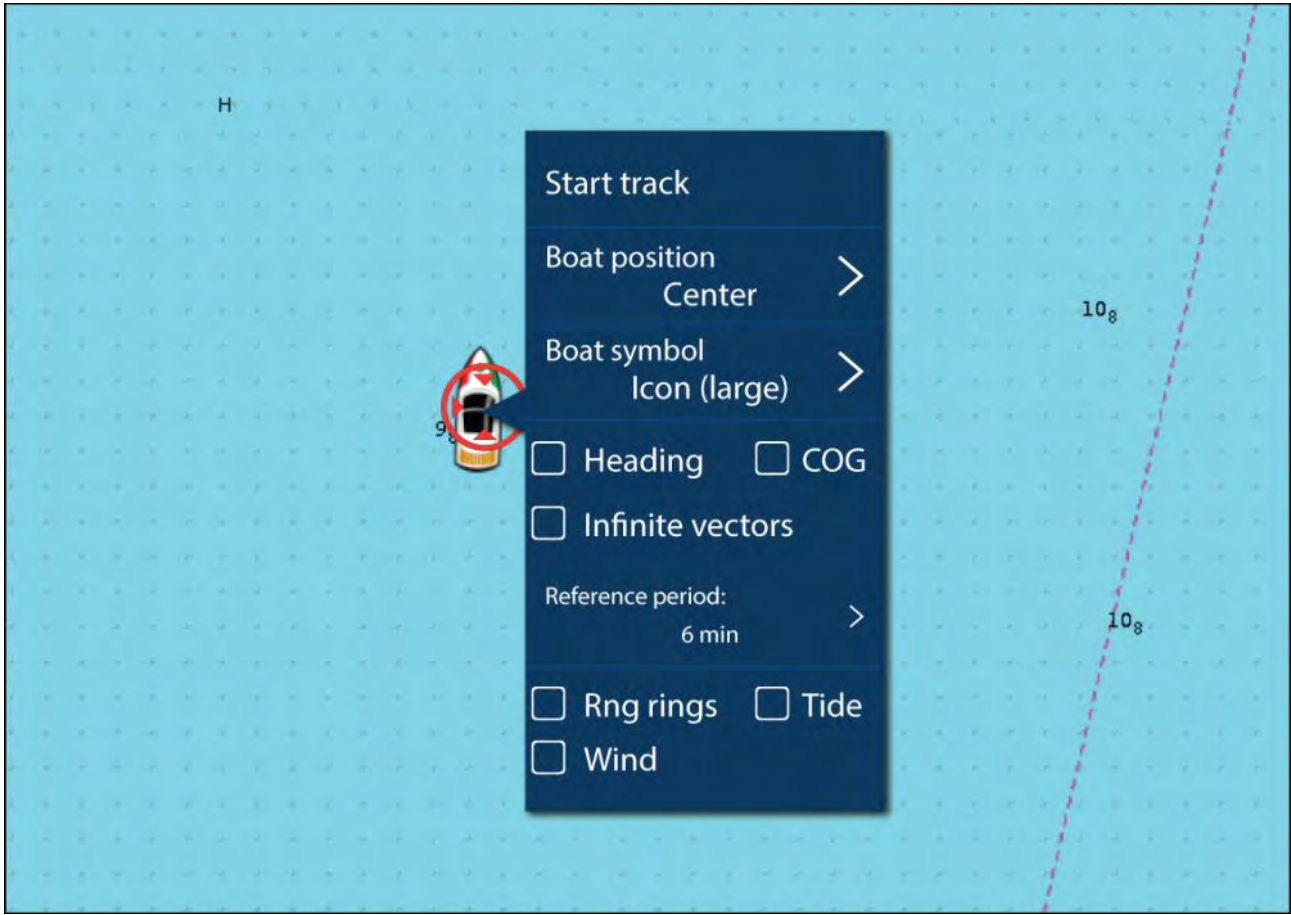 H
Start track
Boat position
Center
10₈
Boat symbol
Icon (large)
Heading COG
Infinite vectors
Reference period:
6 min
10₈
Rng rings Tide
Wind